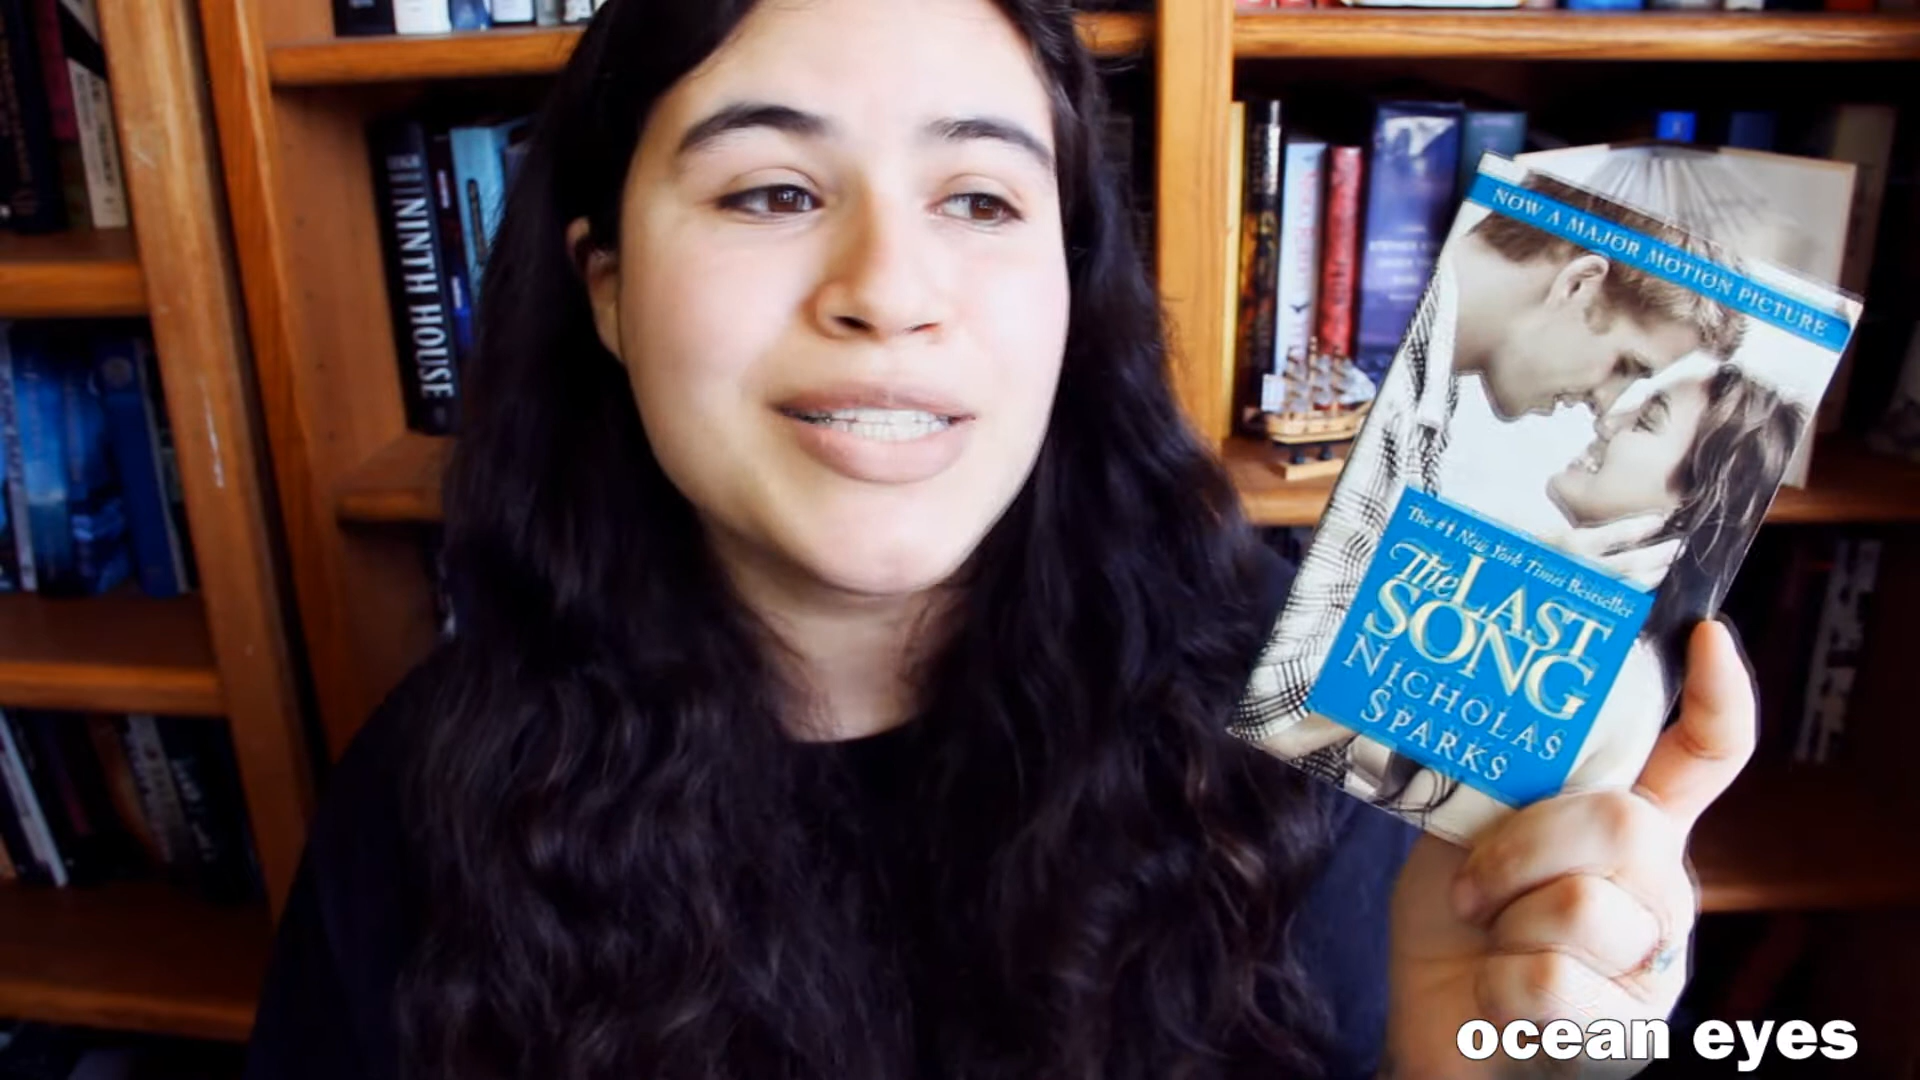 NINTH HOUSE
NOW A MAJOR MOTION PICTURE
The #1 New York Times Bestseller
The LAST
SONG
NICHOLAS
SPARKS
ocean eyes